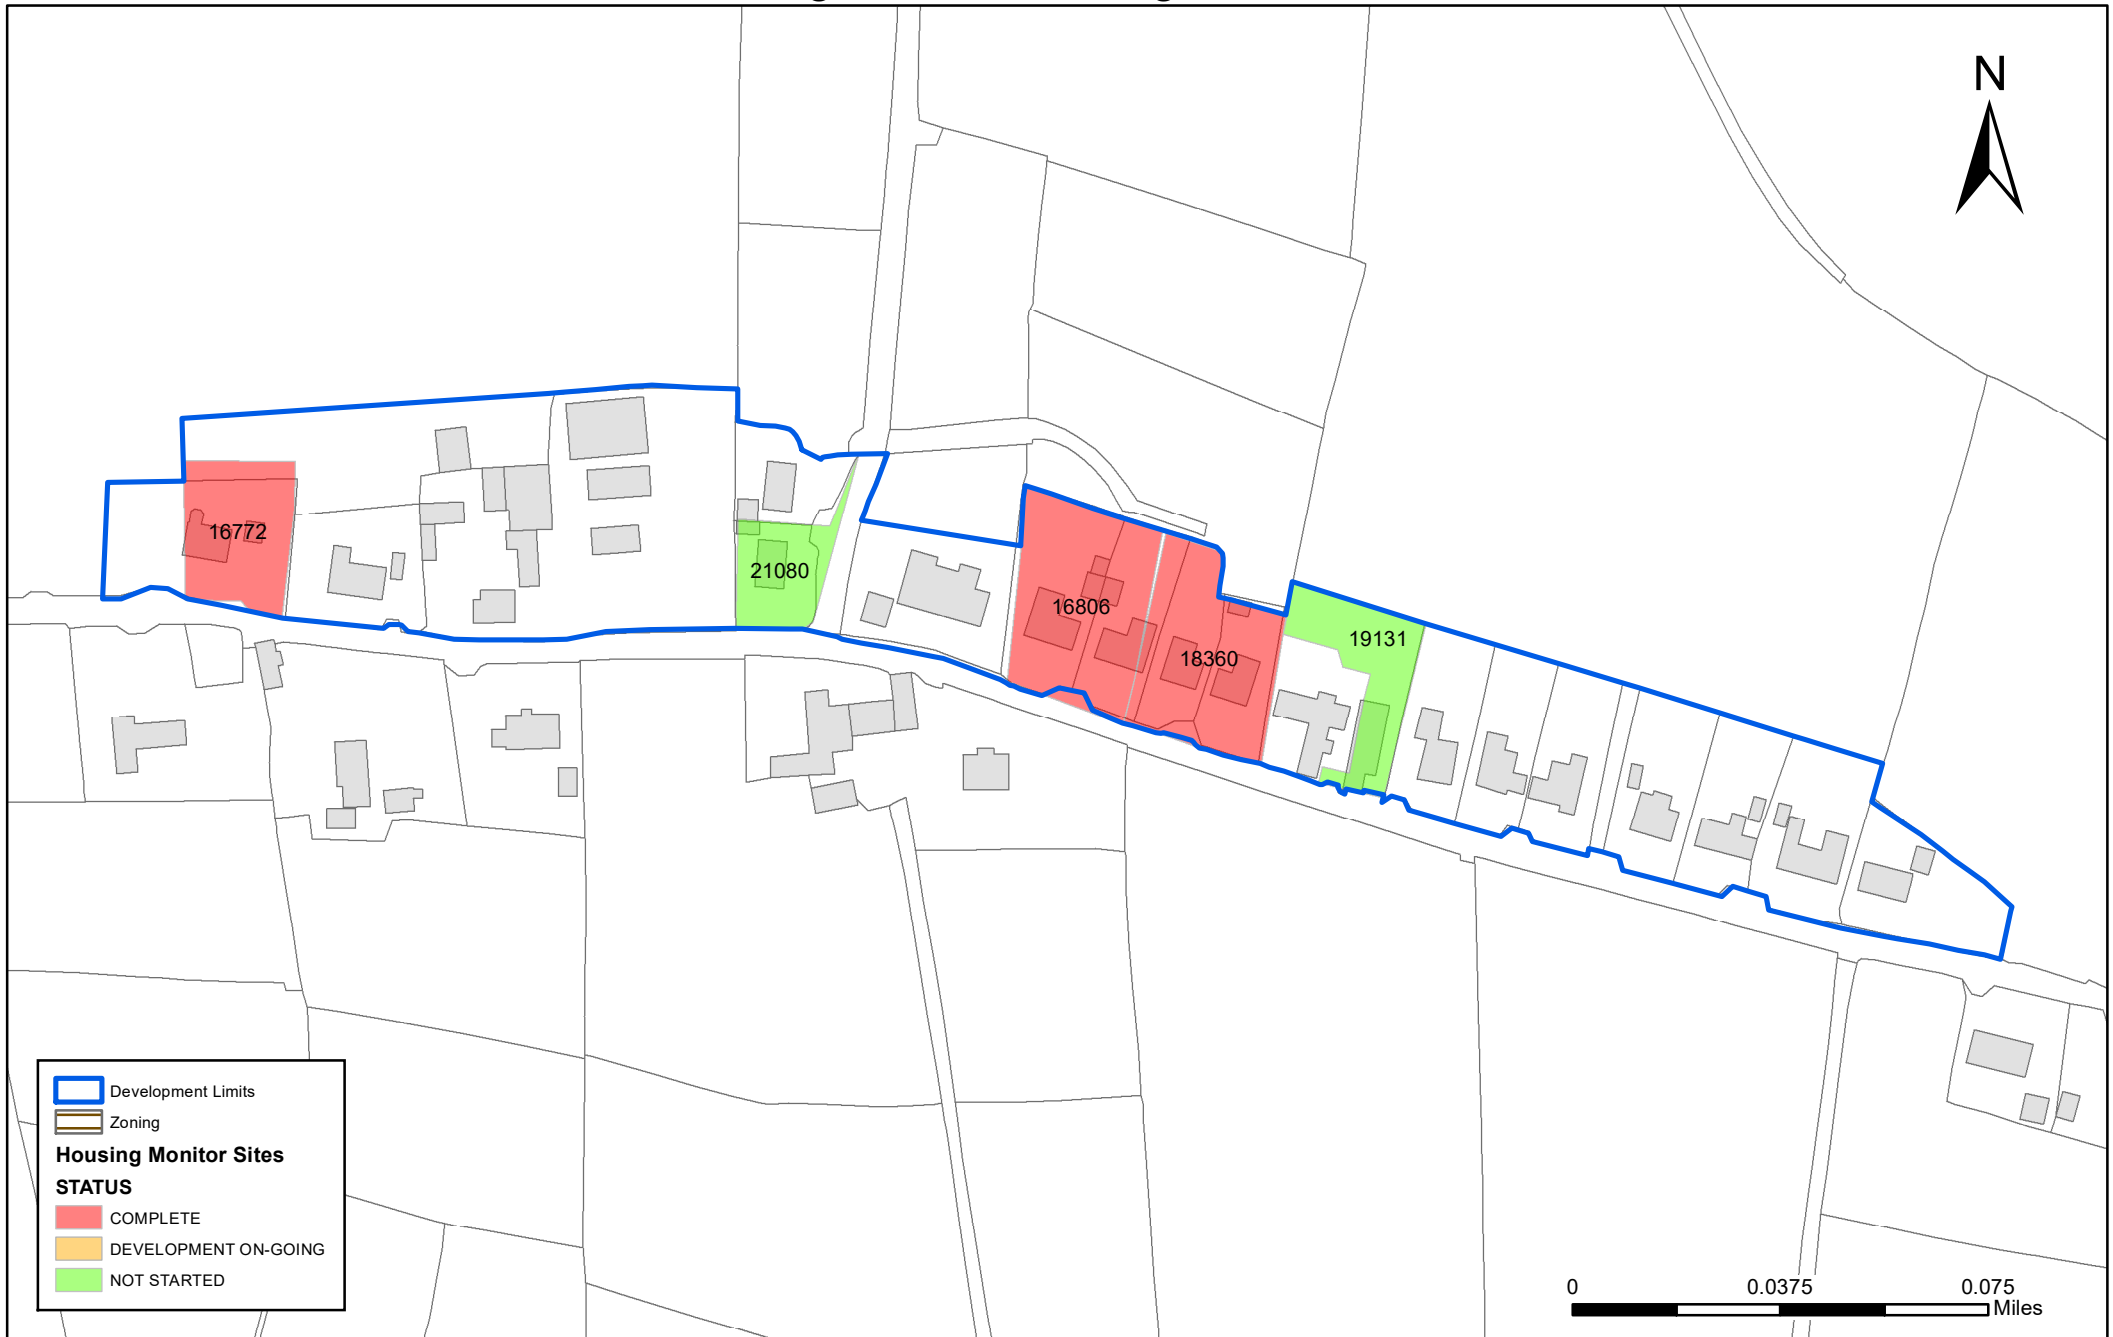 N
16772
21080
16806
18360
19131
Development Limits
Zoning
Housing Monitor Sites
STATUS
COMPLETE
DEVELOPMENT ON-GOING
NOT STARTED
0 0.0375 0.075
Miles